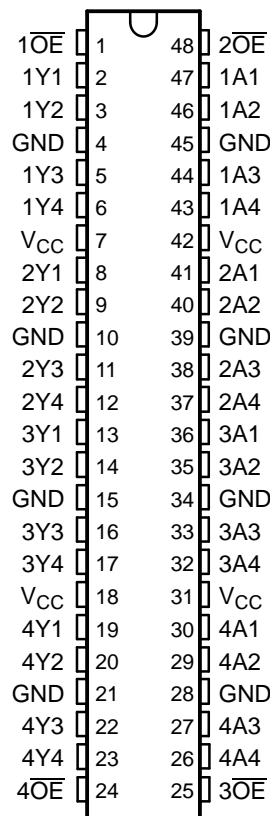 1O̅E̅ 1 48 2O̅E̅
1Y1 2 47 1A1
1Y2 3 46 1A2
GND 4 45 GND
1Y3 5 44 1A3
1Y4 6 43 1A4
VCC 7 42 VCC
2Y1 8 41 2A1
2Y2 9 40 2A2
GND 10 39 GND
2Y3 11 38 2A3
2Y4 12 37 2A4
3Y1 13 36 3A1
3Y2 14 35 3A2
GND 15 34 GND
3Y3 16 33 3A3
3Y4 17 32 3A4
VCC 18 31 VCC
4Y1 19 30 4A1
4Y2 20 29 4A2
GND 21 28 GND
4Y3 22 27 4A3
4Y4 23 26 4A4
4O̅E̅ 24 25 3O̅E̅